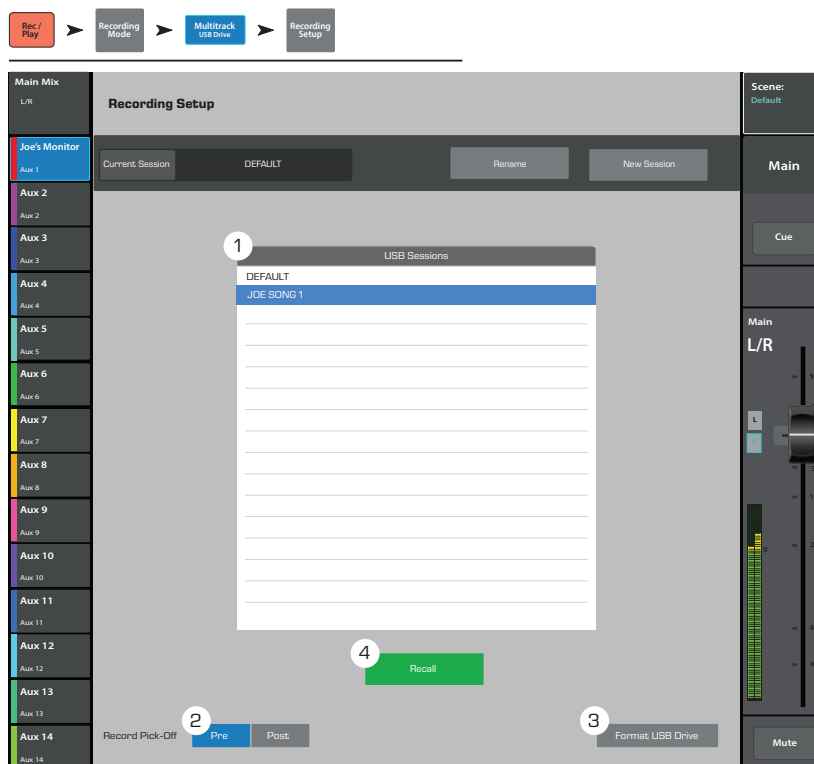 Rec /
Play
Recording
Mode
Multitrack
USB Drive
Recording
Setup
Main Mix
L/R
Joe's Monitor
Aux 1
Aux 2
Aux 2
Aux 3
Aux 3
Aux 4
Aux 4
Aux 5
Aux 5
Aux 6
Aux 6
Aux 7
Aux 7
Aux 8
Aux 8
Aux 9
Aux 9
Aux 10
Aux 10
Aux 11
Aux 11
Aux 12
Aux 12
Aux 13
Aux 13
Aux 14
Aux 14
Recording Setup
Current Session
DEFAULT
Rename
New Session
1
USB Sessions
DEFAULT
JOE SONG 1
4
Recall
Record Pick-Off
2
Pre
Post
3
Format USB Drive
Scene:
Default
Main
Cue
Main
L/R
L
0
Mute